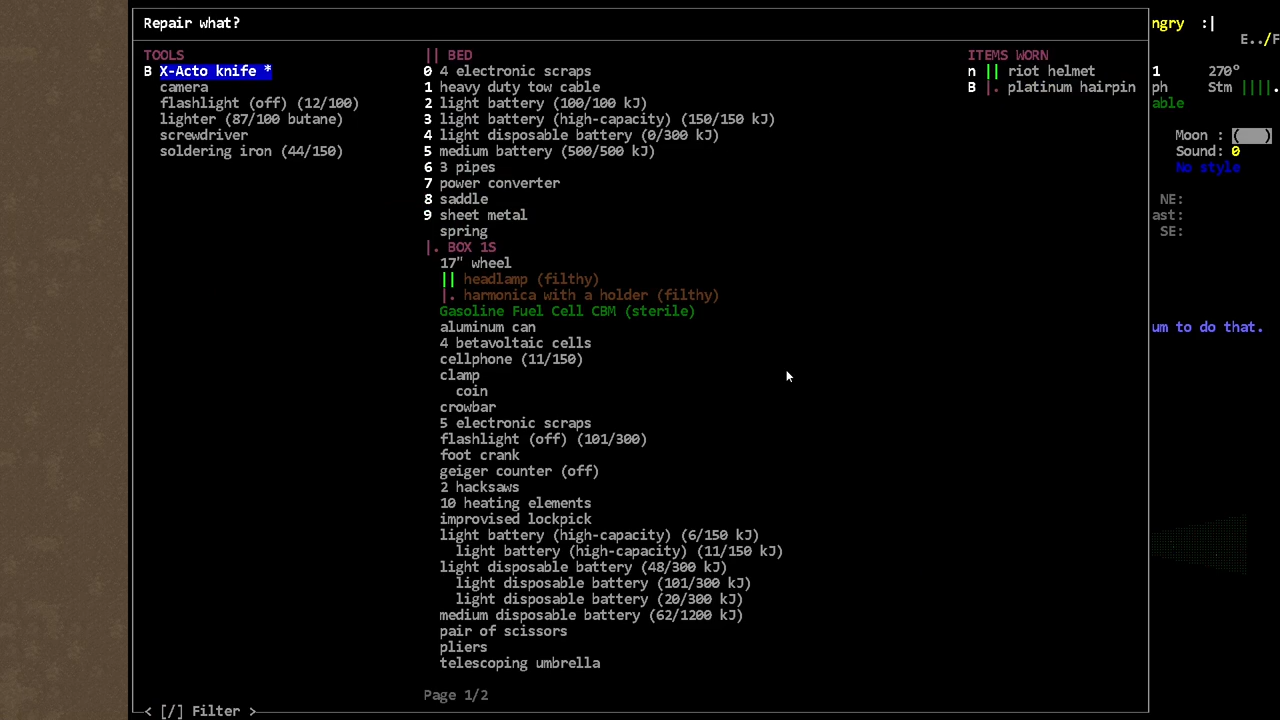 Repair what?
TOOLS
B X-Acto knife *
camera
flashlight (off) (12/100)
lighter (87/100 butane)
screwdriver
soldering iron (44/150)
|| BED
0 4 electronic scraps
1 heavy duty tow cable
2 light battery (100/100 kJ)
3 light battery (high-capacity) (150/150 kJ)
4 light disposable battery (0/300 kJ)
5 medium battery (500/500 kJ)
6 3 pipes
7 power converter
8 saddle
9 sheet metal
spring
|. BOX 1S
17" wheel
|| headlamp (filthy)
|. harmonica with a holder (filthy)
Gasoline Fuel Cell CBM (sterile)
aluminum can
4 betavoltaic cells
cellphone (11/150)
clamp
coin
crowbar
5 electronic scraps
flashlight (off) (101/300)
foot crank
geiger counter (off)
2 hacksaws
10 heating elements
improvised lockpick
light battery (high-capacity) (6/150 kJ)
light battery (high-capacity) (11/150 kJ)
light disposable battery (48/300 kJ)
light disposable battery (101/300 kJ)
light disposable battery (20/300 kJ)
medium disposable battery (62/1200 kJ)
pair of scissors
pliers
telescoping umbrella
Page 1/2
ITEMS WORN
n || riot helmet
B |. platinum hairpin
< [/] Filter >
ngry :|
E../F
1 270°
ph Stm ||||.
able
Moon : (   )
Sound: 0
No style
NE:
ast:
SE:
um to do that.